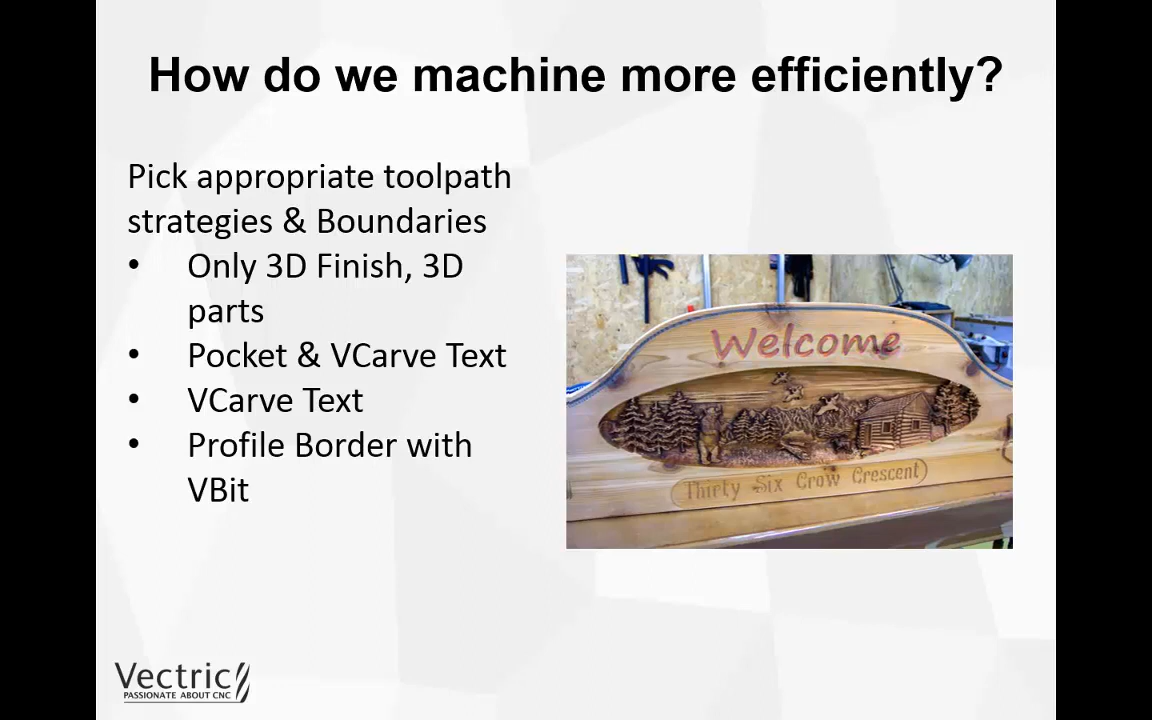 How do we machine more efficiently?
Pick appropriate toolpath
strategies & Boundaries
• Only 3D Finish, 3D
parts
• Pocket & VCarve Text
• VCarve Text
• Profile Border with
VBit
Welcome
Thirty Six Crow Crescent
Vectric
PASSIONATE ABOUT CNC